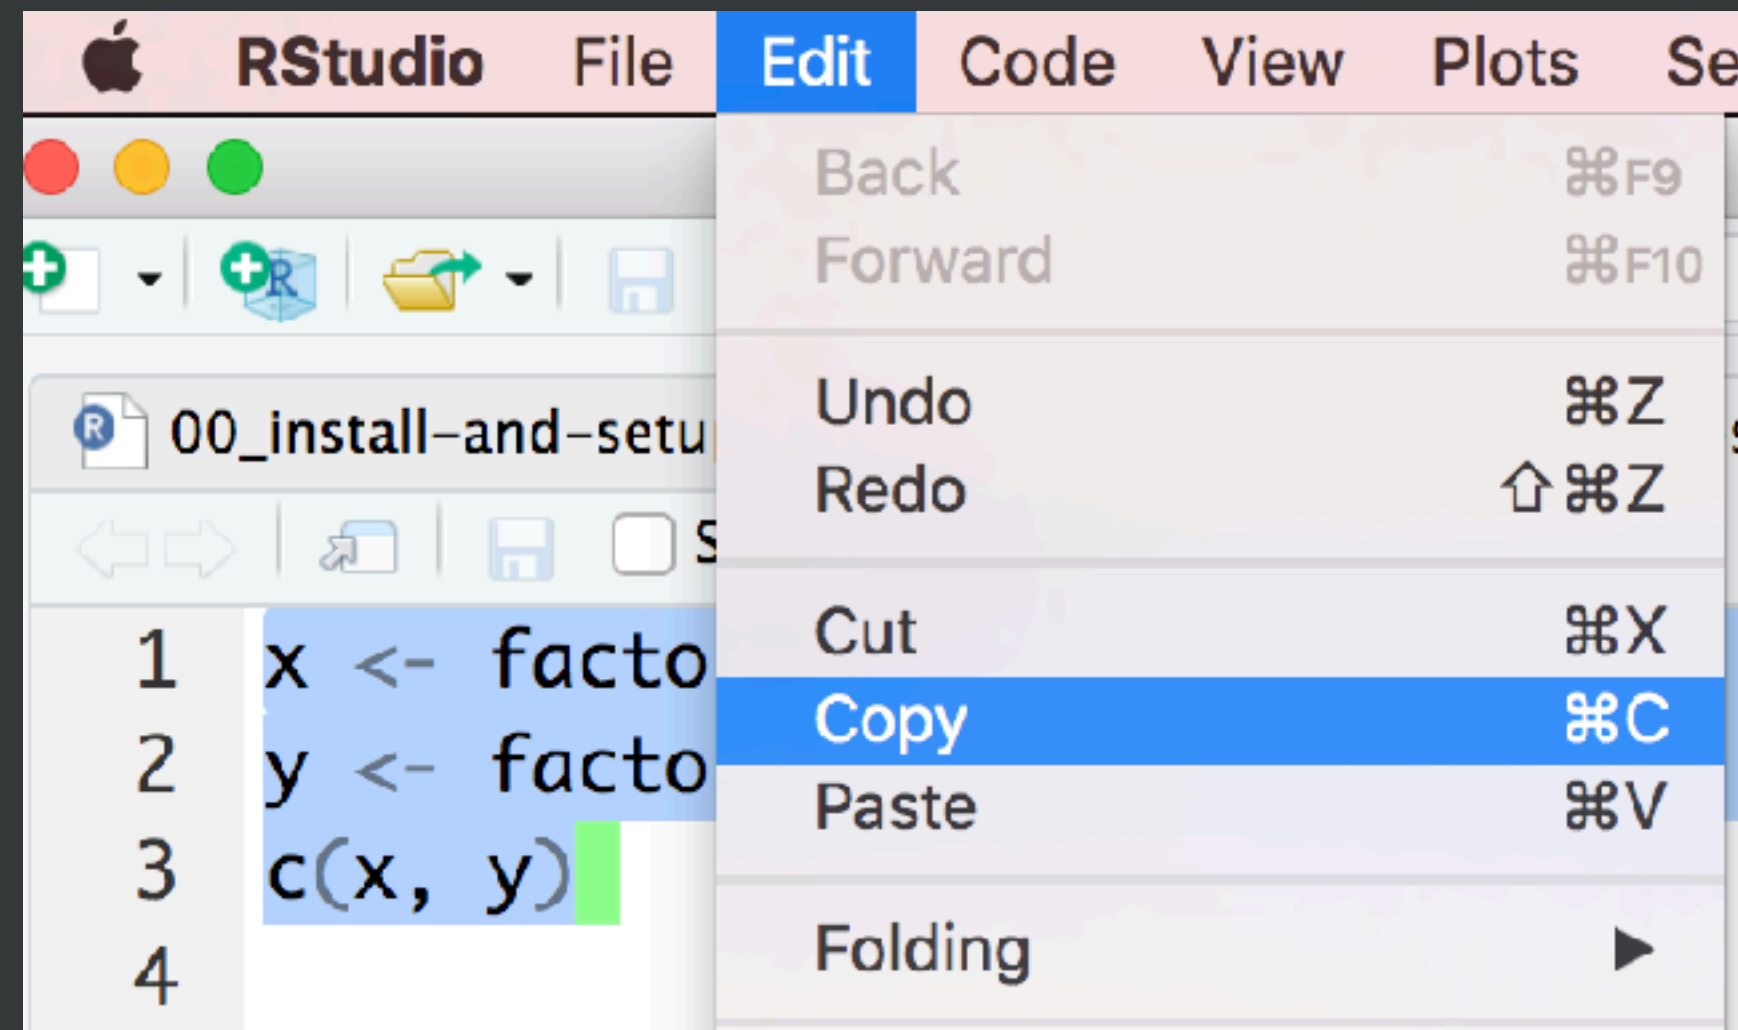 RStudio File Edit Code View Plots Se
Back ⌘F9
Forward ⌘F10
Undo ⌘Z
Redo ⇧⌘Z
Cut ⌘X
Copy ⌘C
Paste ⌘V
Folding ▶
R
R 00_install-and-setu
S
1 x <- facto
2 y <- facto
3 c(x, y)
4